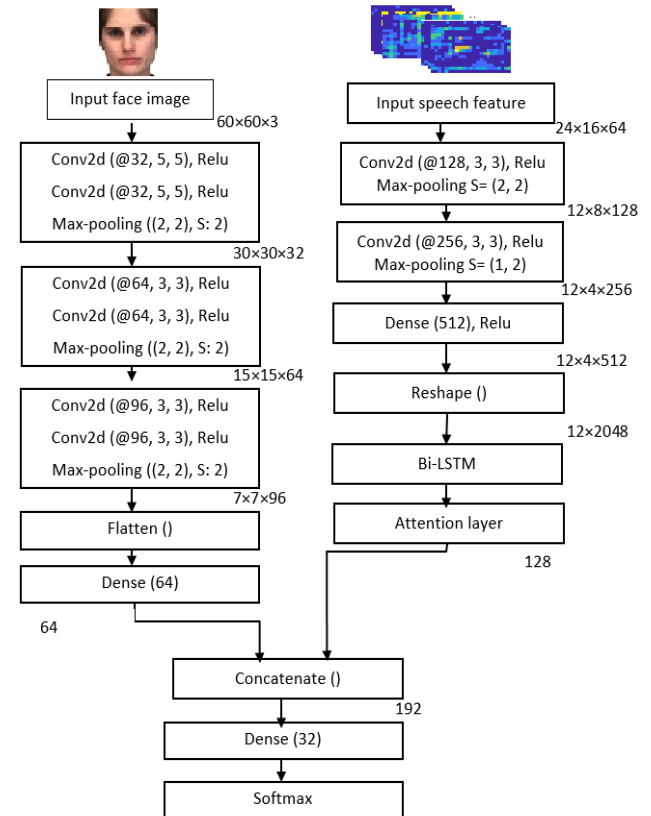 Input face image
60×60×3
Conv2d (@32, 5, 5), Relu
Conv2d (@32, 5, 5), Relu
Max-pooling ((2, 2), S: 2)
30×30×32
Conv2d (@64, 3, 3), Relu
Conv2d (@64, 3, 3), Relu
Max-pooling ((2, 2), S: 2)
15×15×64
Conv2d (@96, 3, 3), Relu
Conv2d (@96, 3, 3), Relu
Max-pooling ((2, 2), S: 2)
7×7×96
Flatten ()
Dense (64)
64
Input speech feature
24×16×64
Conv2d (@128, 3, 3), Relu
Max-pooling S= (2, 2)
12×8×128
Conv2d (@256, 3, 3), Relu
Max-pooling S= (1, 2)
12×4×256
Dense (512), Relu
12×4×512
Reshape ()
12×2048
Bi-LSTM
Attention layer
128
Concatenate ()
192
Dense (32)
Softmax